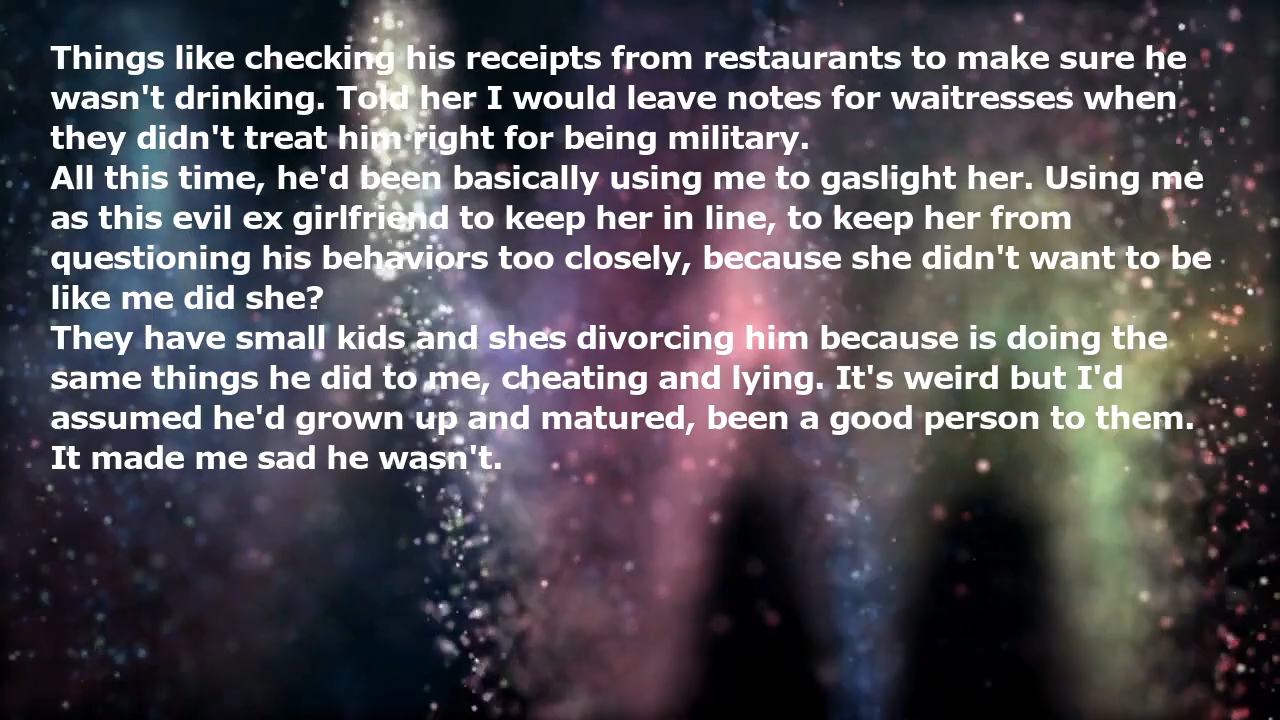 Things like checking his receipts from restaurants to make sure he
wasn't drinking. Told her I would leave notes for waitresses when
they didn't treat him right for being military.
All this time, he'd been basically using me to gaslight her. Using me
as this evil ex girlfriend to keep her in line, to keep her from
questioning his behaviors too closely, because she didn't want to be
like me did she?
They have small kids and shes divorcing him because is doing the
same things he did to me, cheating and lying. It's weird but I'd
assumed he'd grown up and matured, been a good person to them.
It made me sad he wasn't.